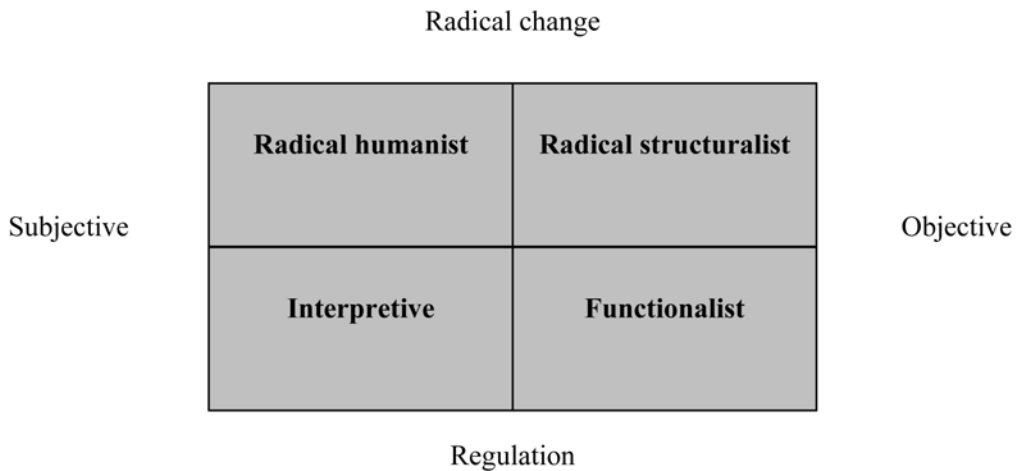 Radical change
Radical humanist
Radical structuralist
Subjective
Objective
Interpretive
Functionalist
Regulation